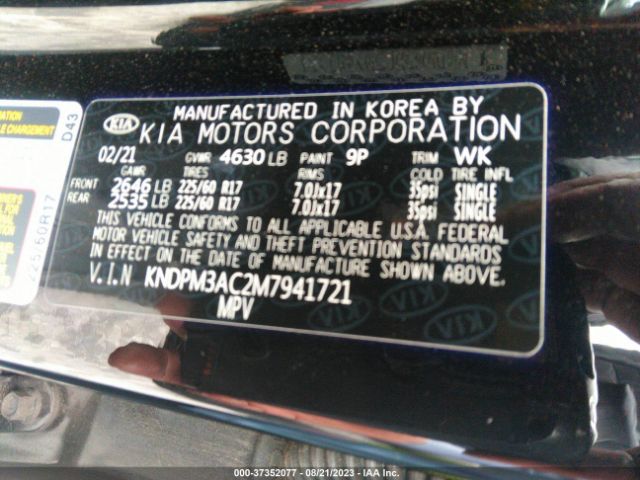 MANUFACTURED IN KOREA BY
KIA KIA MOTORS CORPORATION
02/21 GVWR 4630 LB PAINT 9P TRIM WK
GAWR TIRES RIMS COLD TIRE INFL
FRONT 2646 LB 225/60 R17 7.0Jx17 35psi SINGLE
REAR 2535 LB 225/60 R17 7.0Jx17 35psi SINGLE
THIS VEHICLE CONFORMS TO ALL APPLICABLE U.S.A. FEDERAL
MOTOR VEHICLE SAFETY AND THEFT PREVENTION STANDARDS
IN EFFECT ON THE DATE OF MANUFACTURE SHOWN ABOVE.
V.I.N KNDPM3AC2M7941721
MPV
D43
225/60R17
000-37352077 - 08/21/2023 - IAA Inc.